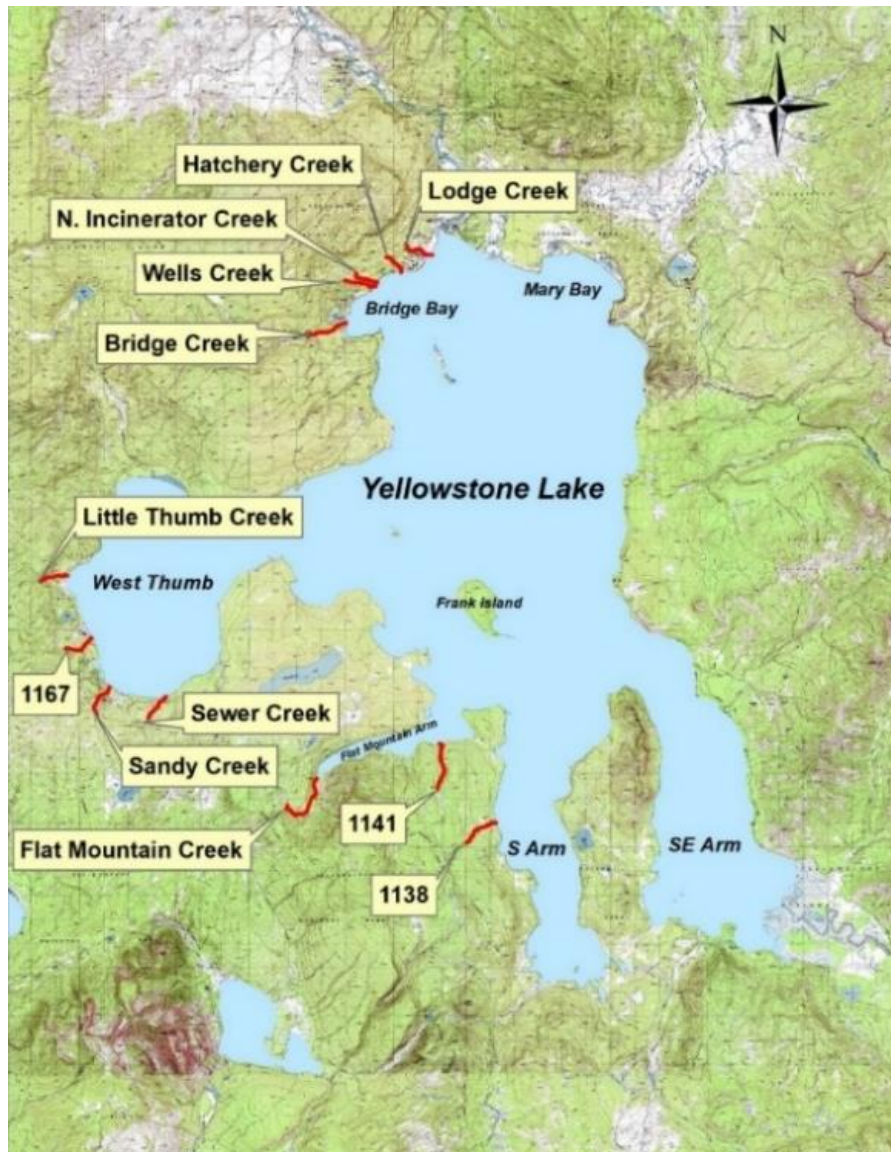 N
Hatchery Creek
Lodge Creek
N. Incinerator Creek
Wells Creek
Mary Bay
Bridge Bay
Bridge Creek
Yellowstone Lake
Little Thumb Creek
West Thumb
Frank Island
1167
Sewer Creek
Flat Mountain Arm
Sandy Creek
1141
Flat Mountain Creek
S Arm
SE Arm
1138